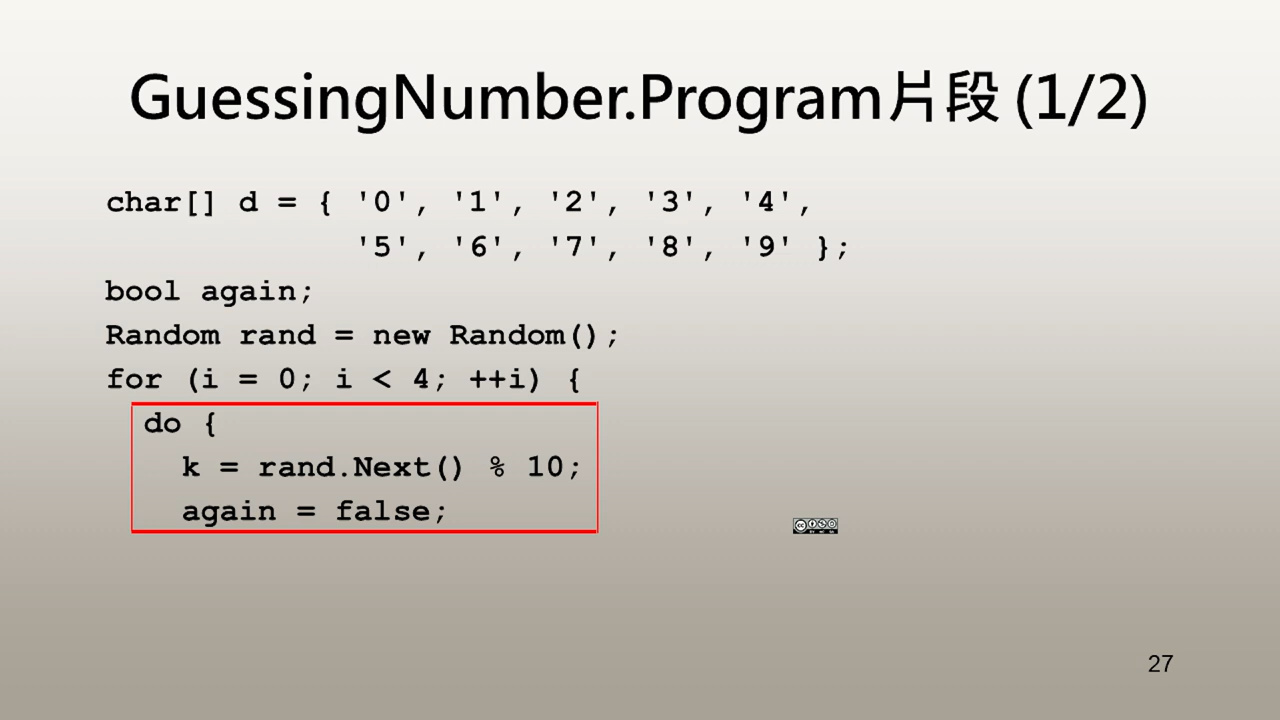 GuessingNumber.Program片段 (1/2)
char[] d = { '0', '1', '2', '3', '4',
'5', '6', '7', '8', '9' };
bool again;
Random rand = new Random();
for (i = 0; i < 4; ++i) {
do {
k = rand.Next() % 10;
again = false;
27